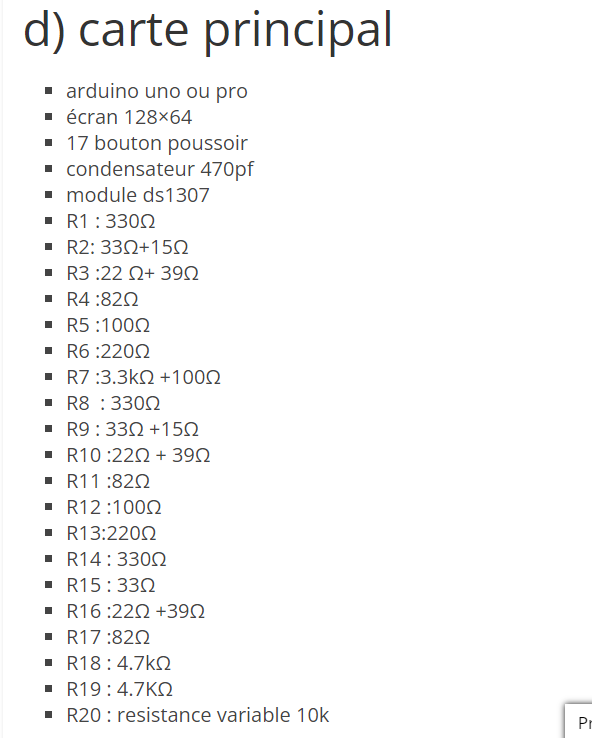 d) carte principal
▪ arduino uno ou pro
▪ écran 128×64
▪ 17 bouton poussoir
▪ condensateur 470pf
▪ module ds1307
▪ R1 : 330Ω
▪ R2: 33Ω+15Ω
▪ R3 :22 Ω+ 39Ω
▪ R4 :82Ω
▪ R5 :100Ω
▪ R6 :220Ω
▪ R7 :3.3kΩ +100Ω
▪ R8  : 330Ω
▪ R9 : 33Ω +15Ω
▪ R10 :22Ω + 39Ω
▪ R11 :82Ω
▪ R12 :100Ω
▪ R13:220Ω
▪ R14 : 330Ω
▪ R15 : 33Ω
▪ R16 :22Ω +39Ω
▪ R17 :82Ω
▪ R18 : 4.7kΩ
▪ R19 : 4.7KΩ
▪ R20 : resistance variable 10k